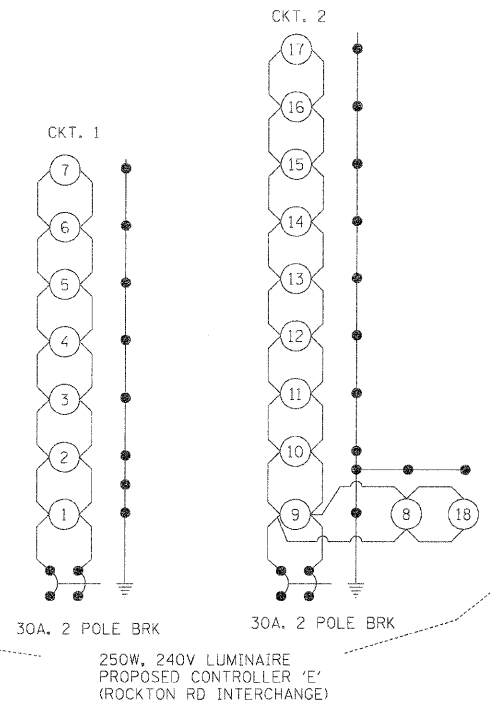 CKT. 1
7
6
5
4
3
2
1
30A. 2 POLE BRK
CKT. 2
17
16
15
14
13
12
11
10
9
8
18
30A. 2 POLE BRK
250W, 240V LUMINAIRE
PROPOSED CONTROLLER 'E'
(ROCKTON RD INTERCHANGE)